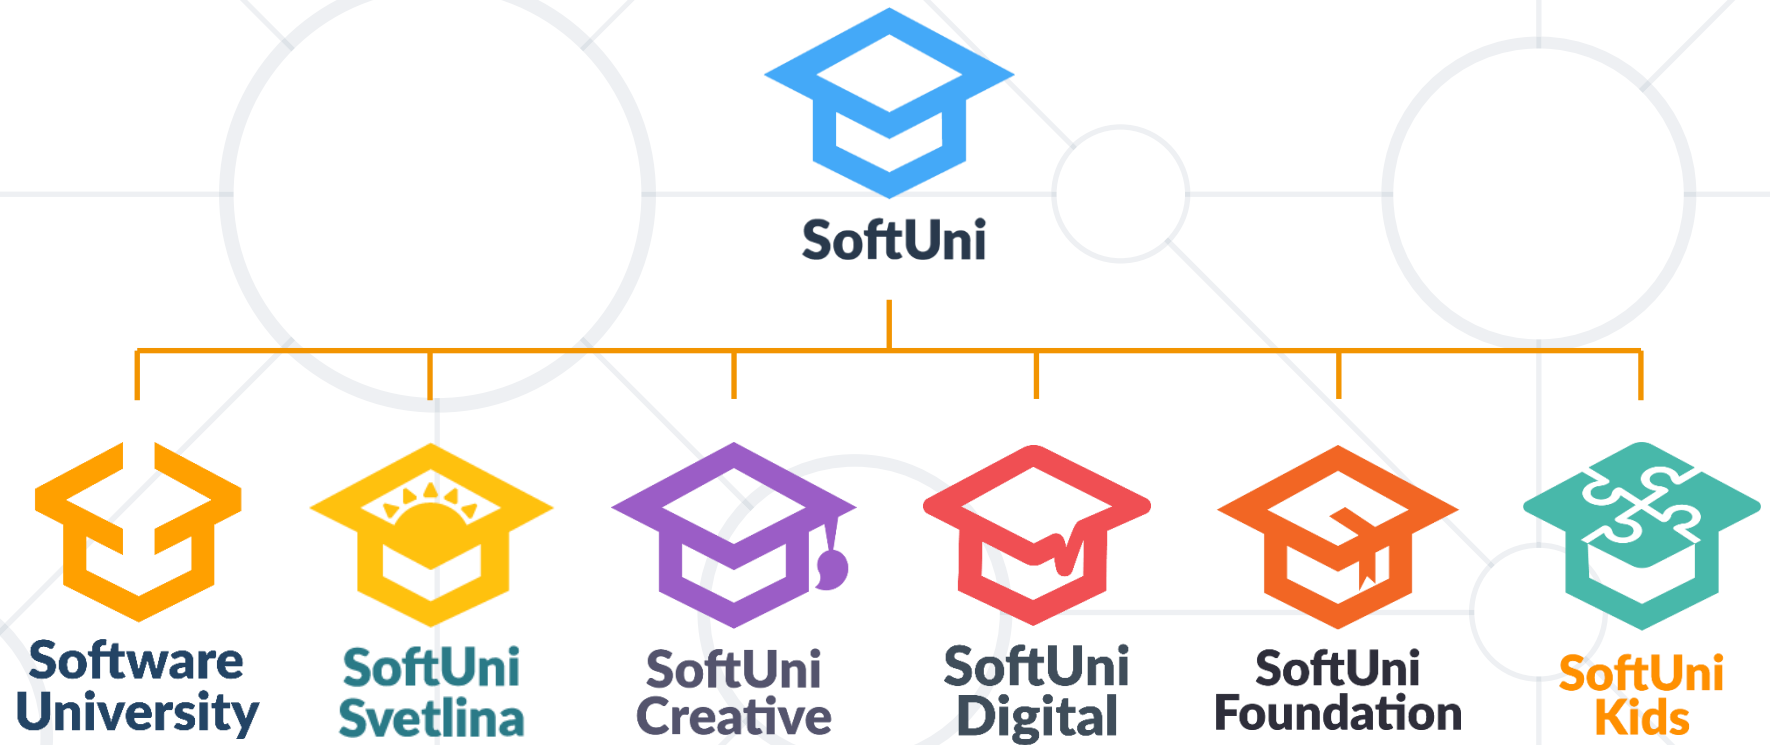 SoftUni
Software
University
SoftUni
Svetlina
SoftUni
Creative
SoftUni
Digital
SoftUni
Foundation
SoftUni
Kids